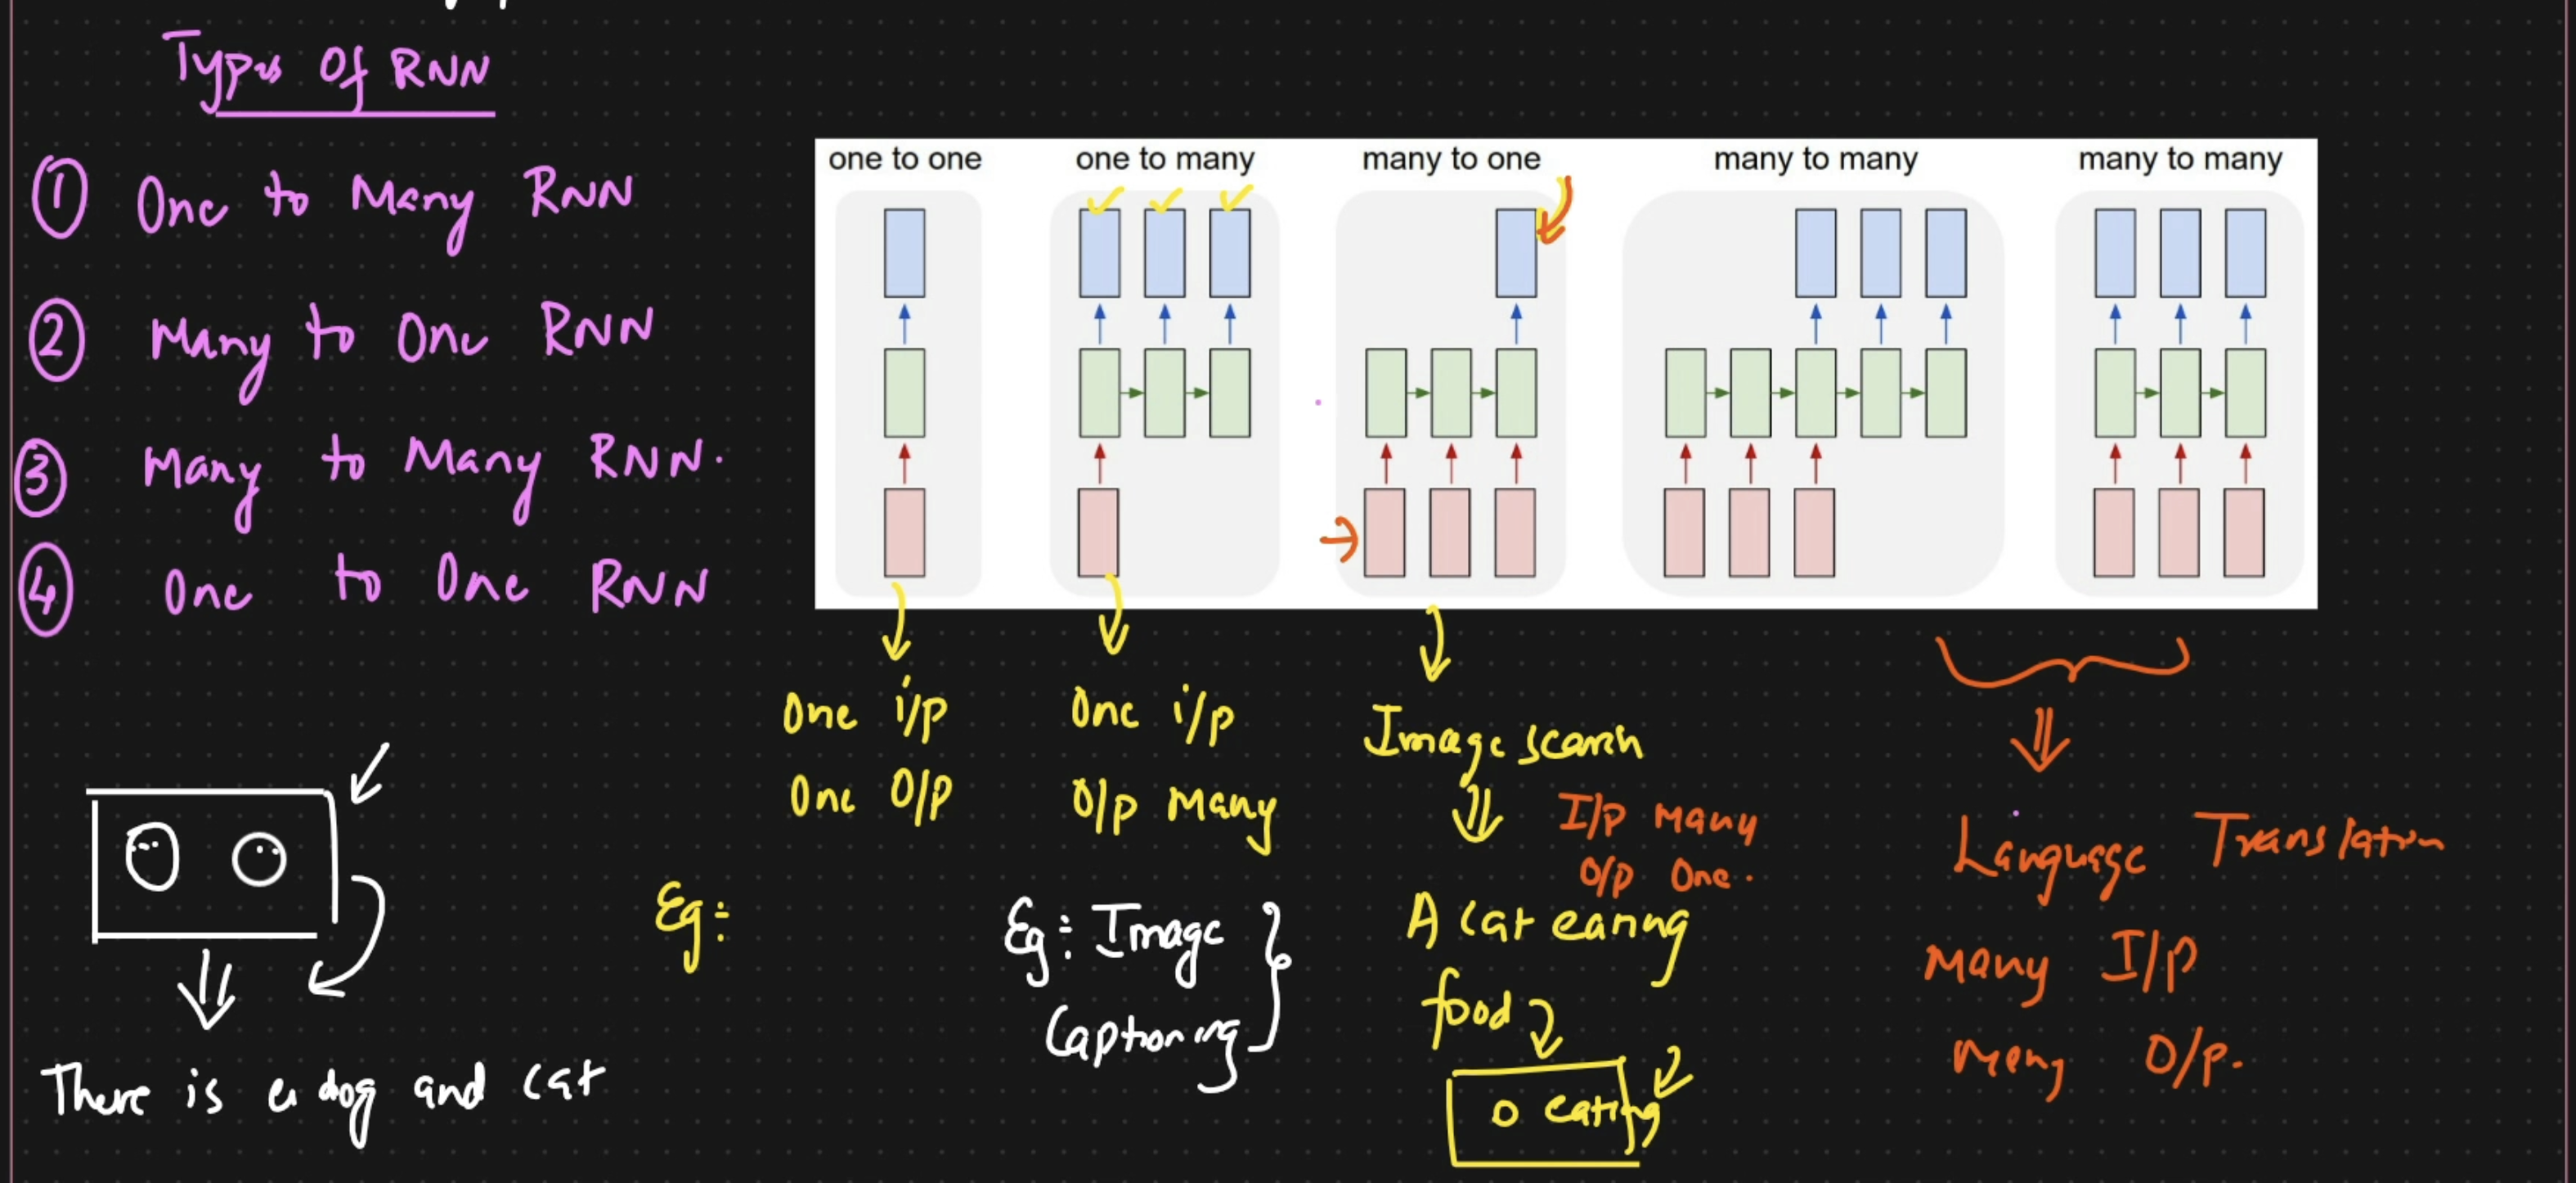 Types Of RNN
① One to Many RNN
② Many to One RNN
③ Many to Many RNN.
④ One to One RNN
one to one
one to many
many to one
many to many
many to many
One i/p
One O/p
Eg:
One i/p
O/p Many
Eg: Image
Captioning
Image search
I/p Many
O/p One.
A cat eating
food
eating
Language Translation
Many I/p
Many O/p.
There is a dog and cat